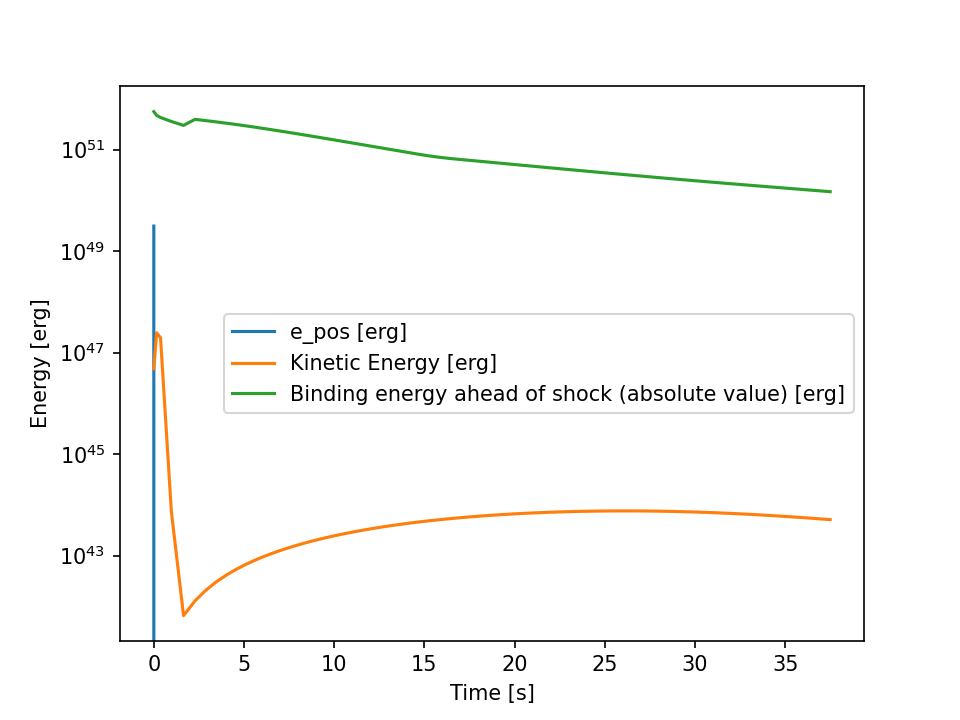 10^51
10^49
10^47
10^45
10^43
Energy [erg]
e_pos [erg]
Kinetic Energy [erg]
Binding energy ahead of shock (absolute value) [erg]
0 5 10 15 20 25 30 35
Time [s]